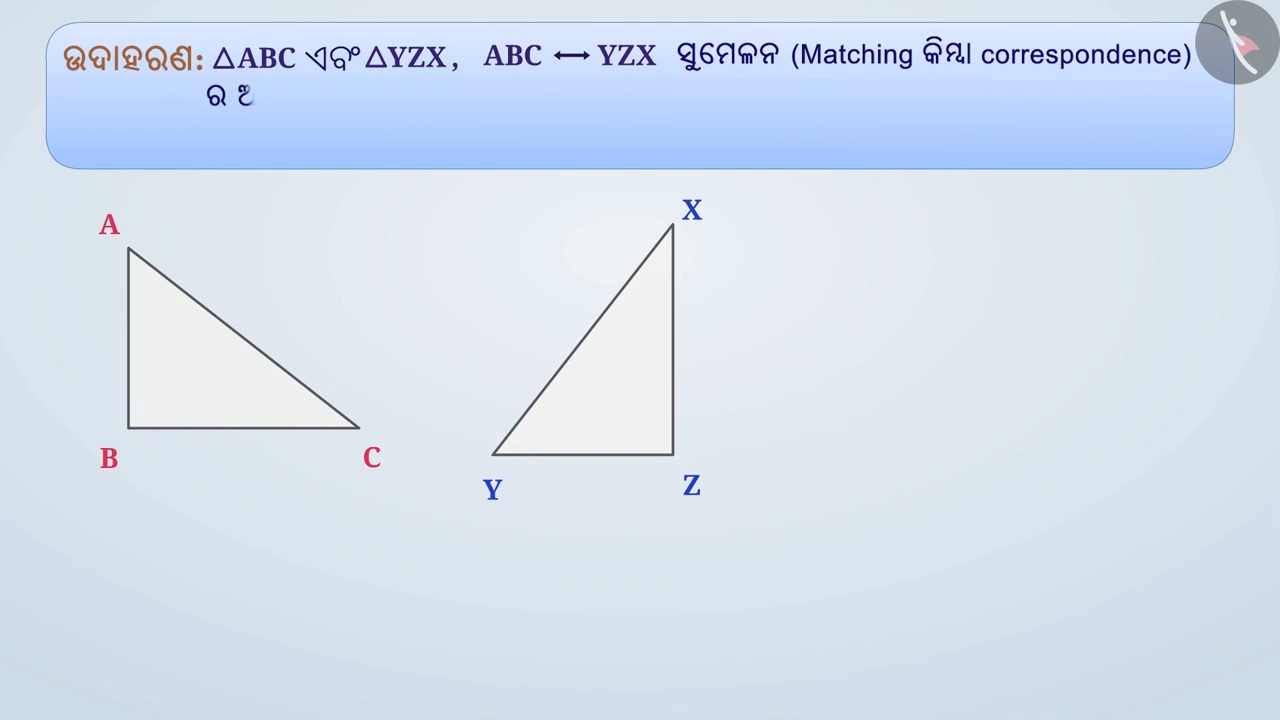 ଉଦାହରଣ: △ABC ଏବଂ △YZX, ABC ⟷ YZX ସୁମେଳନ (Matching କିମ୍ବା correspondence)
ର
A
X
B
C
Y
Z